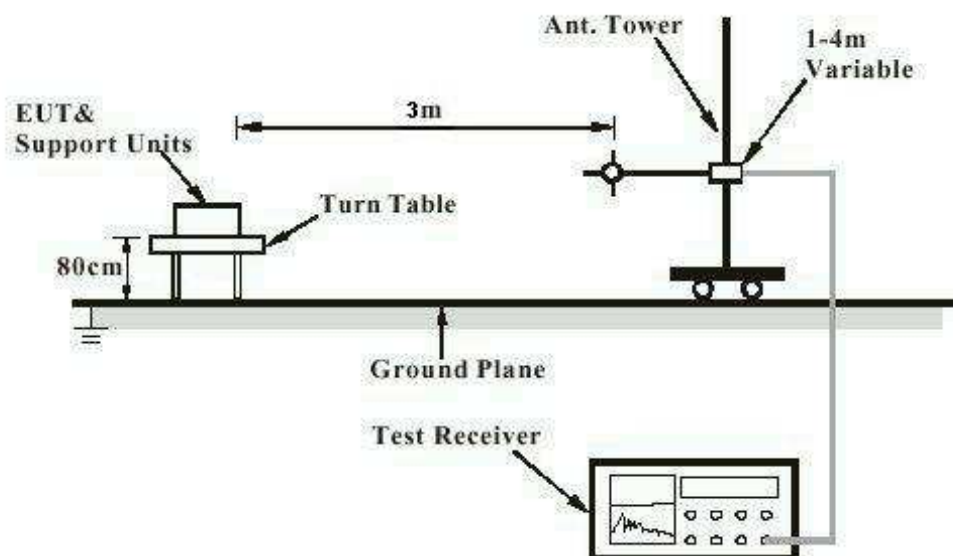 Ant. Tower
1-4m
Variable
EUT&
Support Units
3m
Turn Table
80cm
Ground Plane
Test Receiver